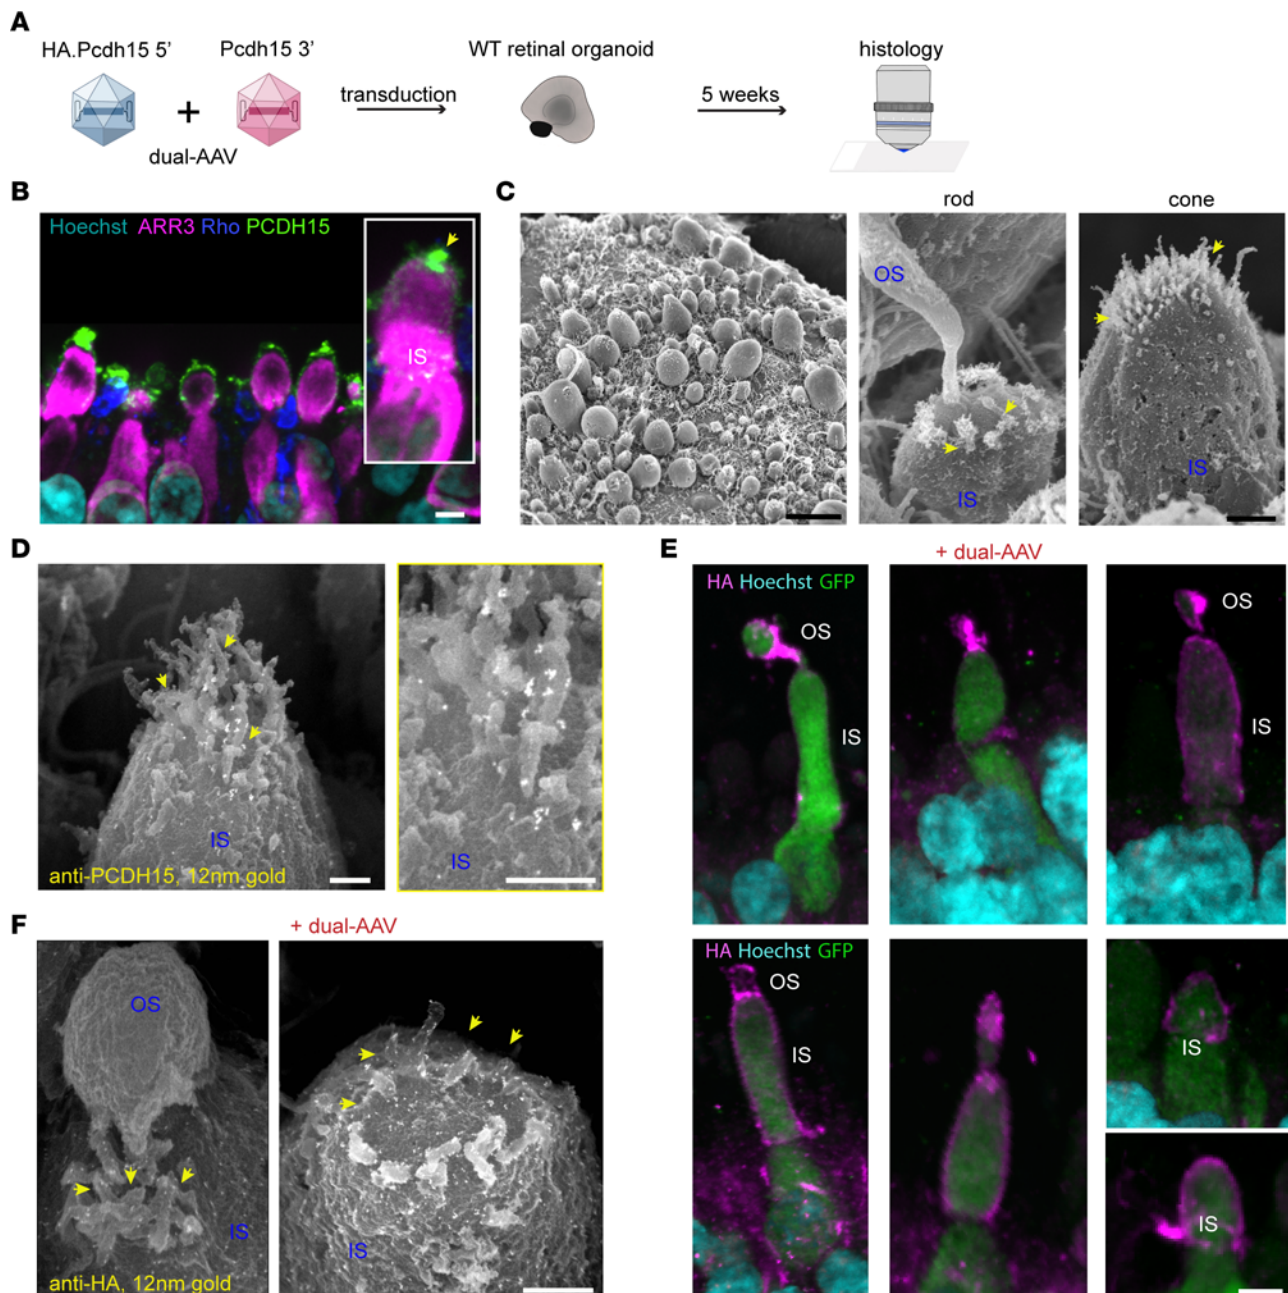 A
HA.Pcdh15 5’
Pcdh15 3’
WT retinal organoid
histology
+
transduction
5 weeks
dual-AAV
B
Hoechst ARR3 Rho PCDH15
IS
C
rod
cone
OS
IS
IS
D
IS
anti-PCDH15, 12nm gold
IS
E
+ dual-AAV
HA Hoechst GFP
OS
IS
OS
IS
HA Hoechst GFP
OS
IS
IS
IS
F
+ dual-AAV
OS
IS
anti-HA, 12nm gold
IS